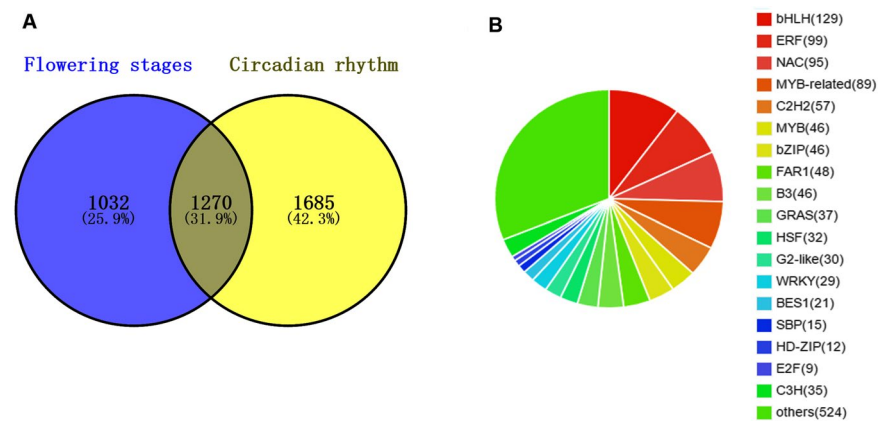 A
Flowering stages
Circadian rhythm
1032
(25.9%)
1270
(31.9%)
1685
(42.3%)
B
bHLH(129)
ERF(99)
NAC(95)
MYB-related(89)
C2H2(57)
MYB(46)
bZIP(46)
FAR1(48)
B3(46)
GRAS(37)
HSF(32)
G2-like(30)
WRKY(29)
BES1(21)
SBP(15)
HD-ZIP(12)
E2F(9)
C3H(35)
others(524)